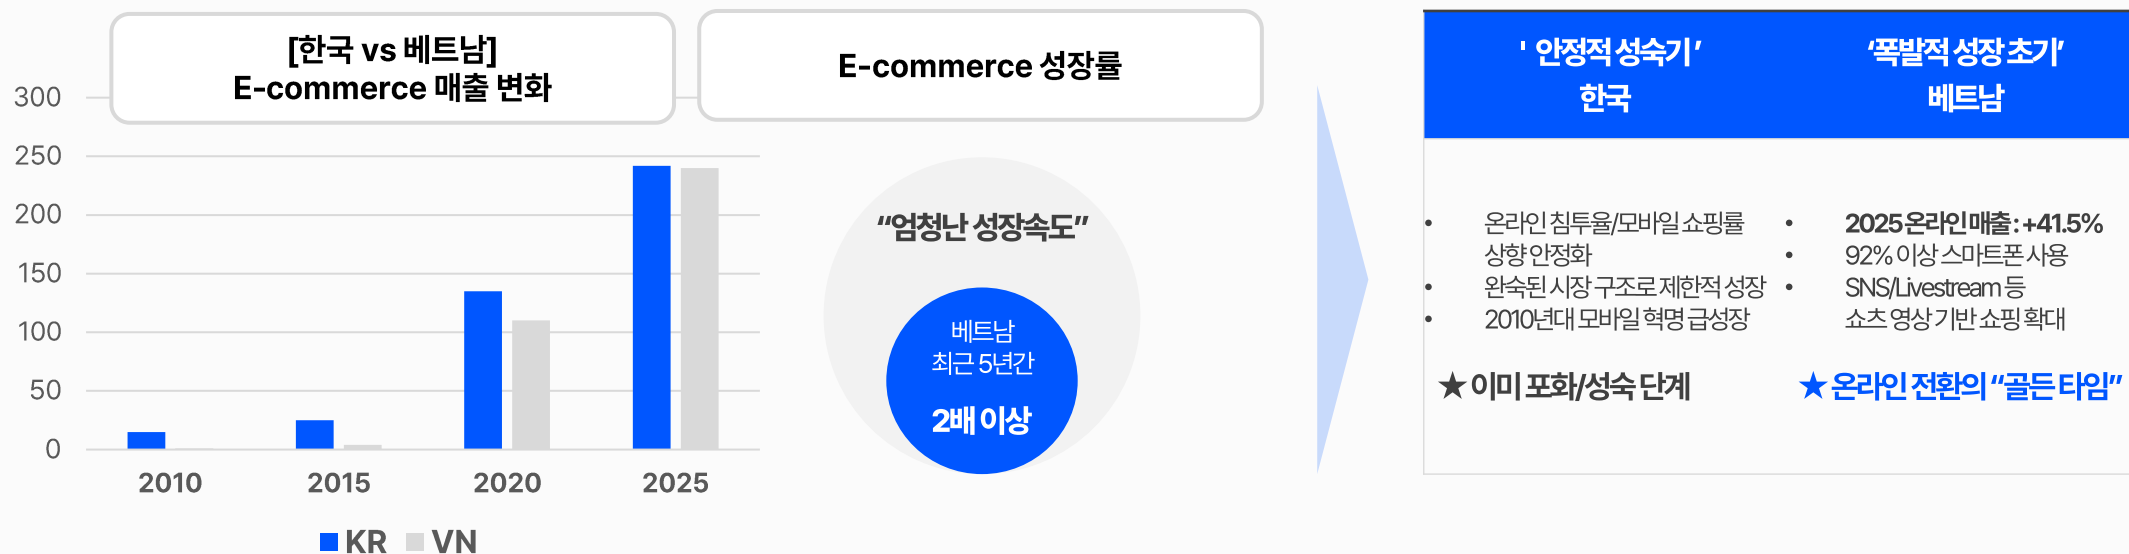 [한국 vs 베트남]
E-commerce 매출 변화
300
250
200
150
100
50
0
2010
2015
2020
2025
KR
VN
E-commerce 성장률
“엄청난 성장속도”
베트남
최근 5년간
2배 이상
' 안정적 성숙기 ’
한국
‘폭발적 성장 초기’
베트남
• 온라인 침투율/모바일 쇼핑률
상향 안정화
• 완숙된 시장 구조로 제한적 성장
• 2010년대 모바일 혁명 급성장
★ 이미 포화/성숙 단계
• 2025 온라인 매출 : +41.5%
• 92% 이상 스마트폰 사용
• SNS/Livestream 등
쇼츠 영상 기반 쇼핑 확대
★ 온라인 전환의 “골든 타임”